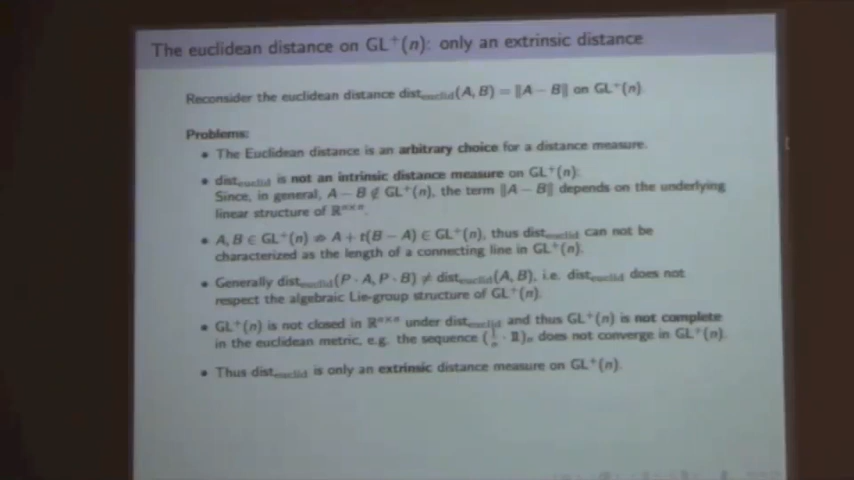 The euclidean distance on GL⁺(n): only an extrinsic distance
Reconsider the euclidean distance dist_euclid(A, B) = ‖A − B‖ on GL⁺(n).
Problems:
• The Euclidean distance is an arbitrary choice for a distance measure.
• dist_euclid is not an intrinsic distance measure on GL⁺(n):
Since, in general, A − B ∉ GL⁺(n), the term ‖A − B‖ depends on the underlying
linear structure of ℝⁿˣⁿ.
• A, B ∈ GL⁺(n) ⇏ A + t(B − A) ∈ GL⁺(n), thus dist_euclid can not be
characterized as the length of a connecting line in GL⁺(n).
• Generally dist_euclid(P · A, P · B) ≠ dist_euclid(A, B), i.e. dist_euclid does not
respect the algebraic Lie-group structure of GL⁺(n).
• GL⁺(n) is not closed in ℝⁿˣⁿ under dist_euclid and thus GL⁺(n) is not complete
in the euclidean metric, e.g. the sequence (1/n · 𝟙)ₙ does not converge in GL⁺(n).
• Thus dist_euclid is only an extrinsic distance measure on GL⁺(n).